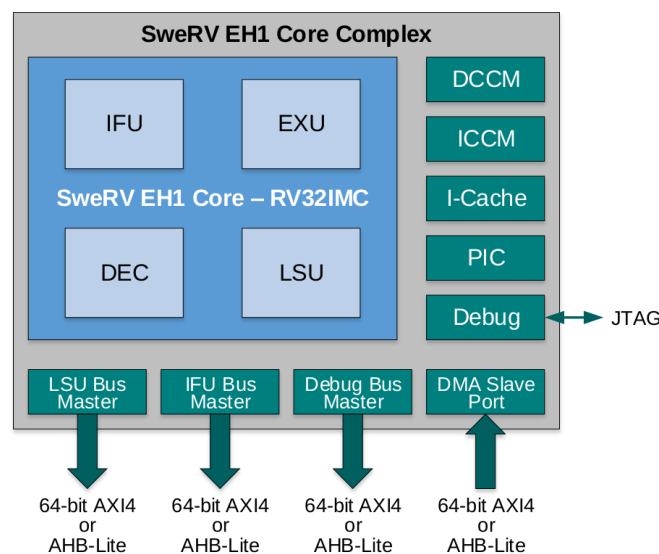 SweRV EH1 Core Complex
IFU
EXU
SweRV EH1 Core – RV32IMC
DEC
LSU
DCCM
ICCM
I-Cache
PIC
Debug
JTAG
LSU Bus
Master
IFU Bus
Master
Debug Bus
Master
DMA Slave
Port
64-bit AXI4
or
AHB-Lite
64-bit AXI4
or
AHB-Lite
64-bit AXI4
or
AHB-Lite
64-bit AXI4
or
AHB-Lite